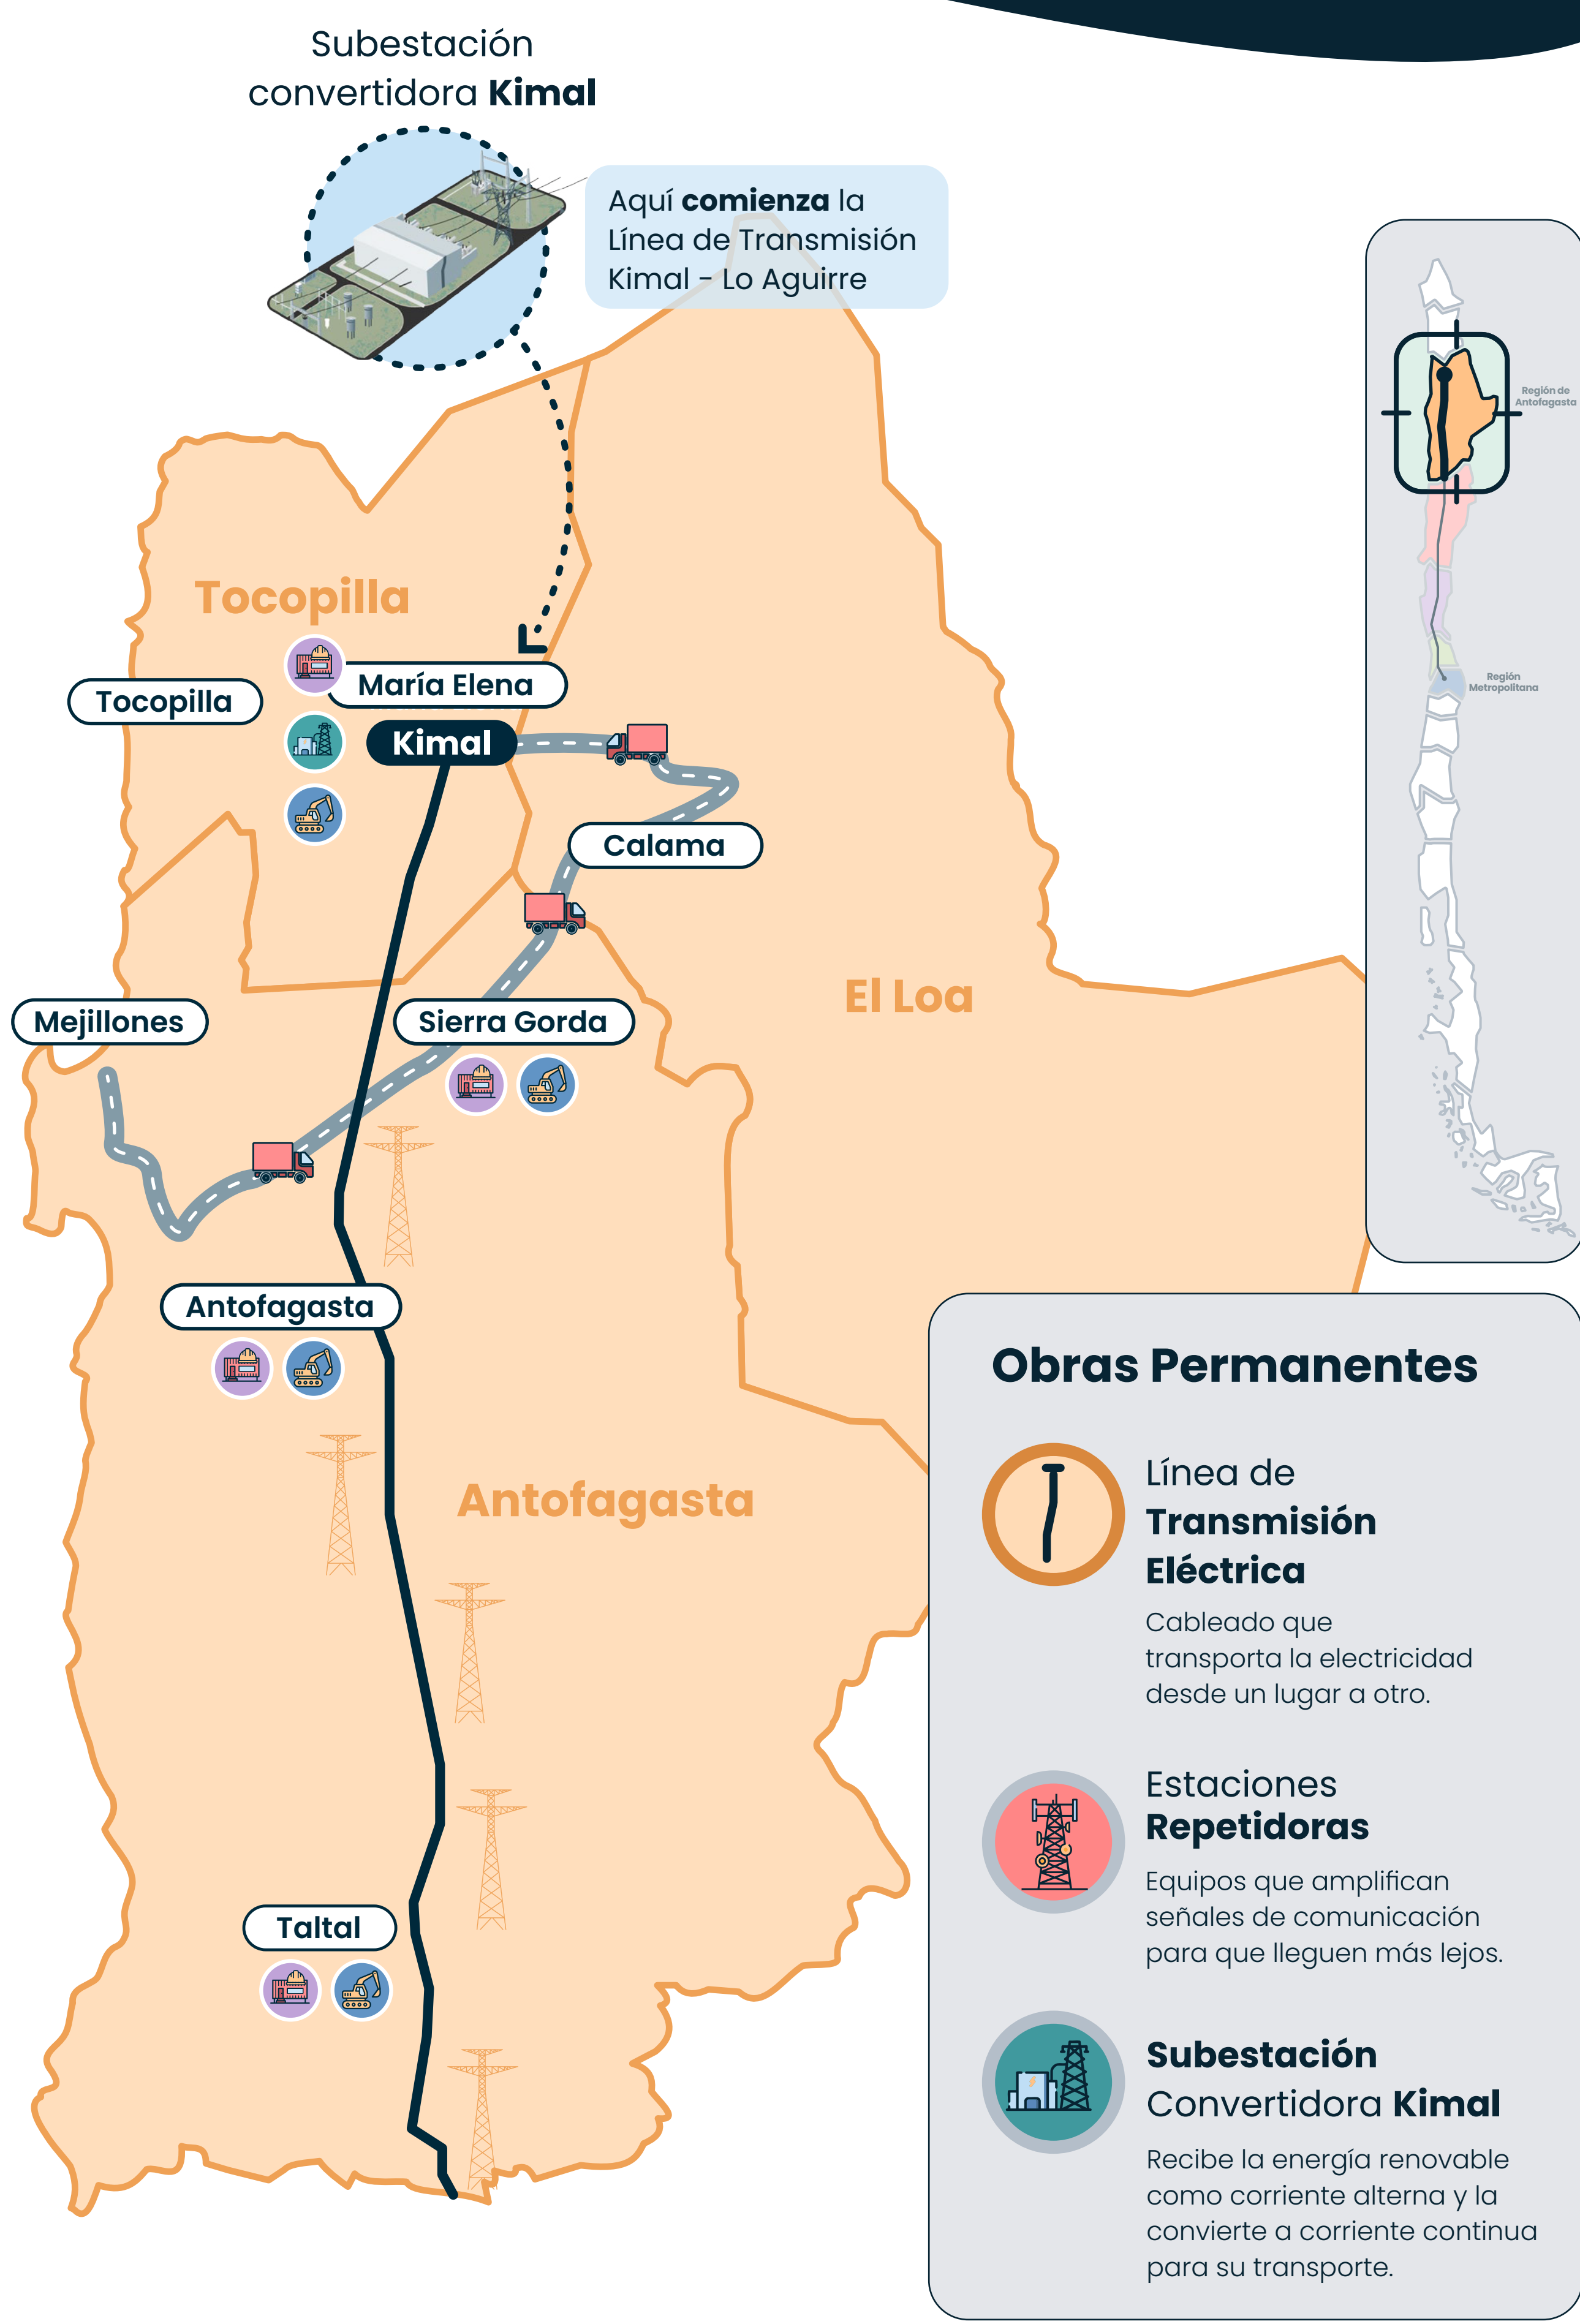 Subestación
convertidora Kimal
Aquí comienza la
Línea de Transmisión
Kimal - Lo Aguirre
Región de
Antofagasta
Región
Metropolitana
Tocopilla
María Elena
Tocopilla
Kimal
Calama
El Loa
Mejillones
Sierra Gorda
Antofagasta
Antofagasta
Taltal
Obras Permanentes
Línea de
Transmisión
Eléctrica
Cableado que
transporta la electricidad
desde un lugar a otro.
Estaciones
Repetidoras
Equipos que amplifican
señales de comunicación
para que lleguen más lejos.
Subestación
Convertidora Kimal
Recibe la energía renovable
como corriente alterna y la
convierte a corriente continua
para su transporte.